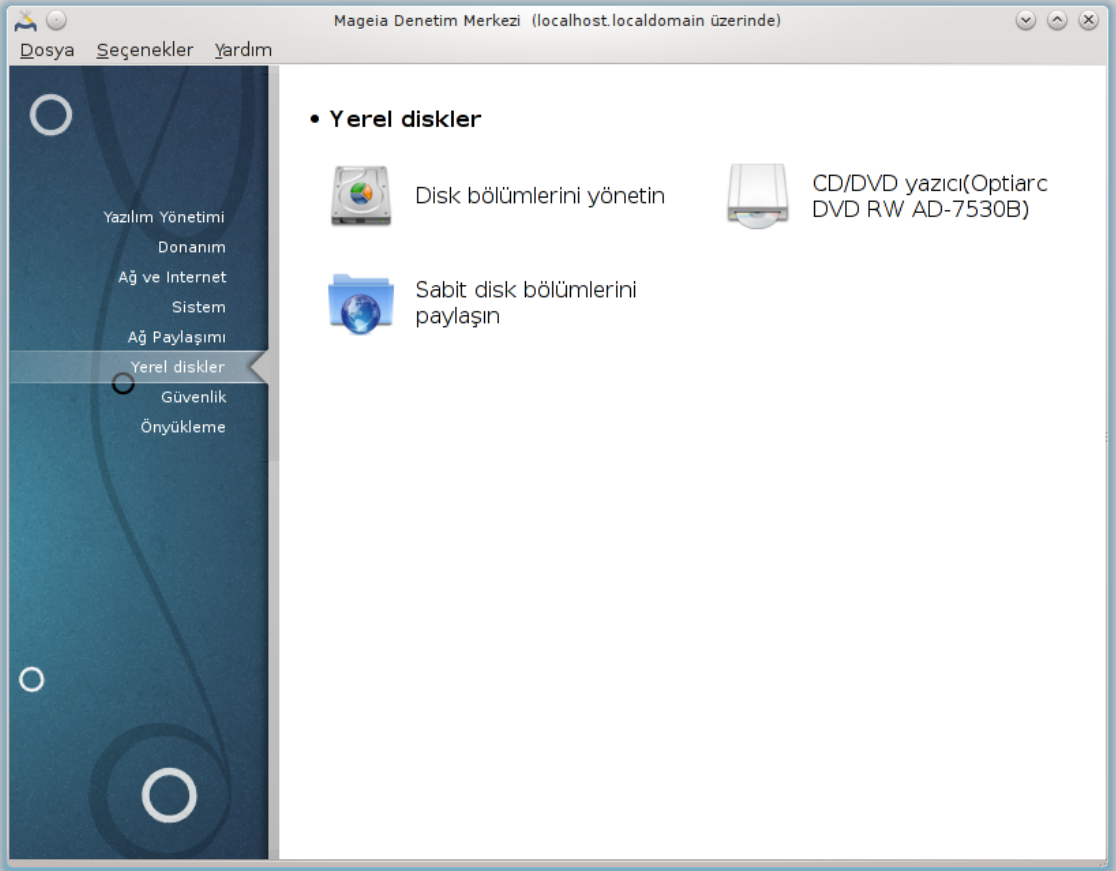 Mageia Denetim Merkezi (localhost.localdomain üzerinde)
Dosya Seçenekler Yardım
Yazılım Yönetimi
Donanım
Ağ ve Internet
Sistem
Ağ Paylaşımı
Yerel diskler
Güvenlik
Önyükleme
• Yerel diskler
Disk bölümlerini yönetin
CD/DVD yazıcı(Optiarc
DVD RW AD-7530B)
Sabit disk bölümlerini
paylaşın